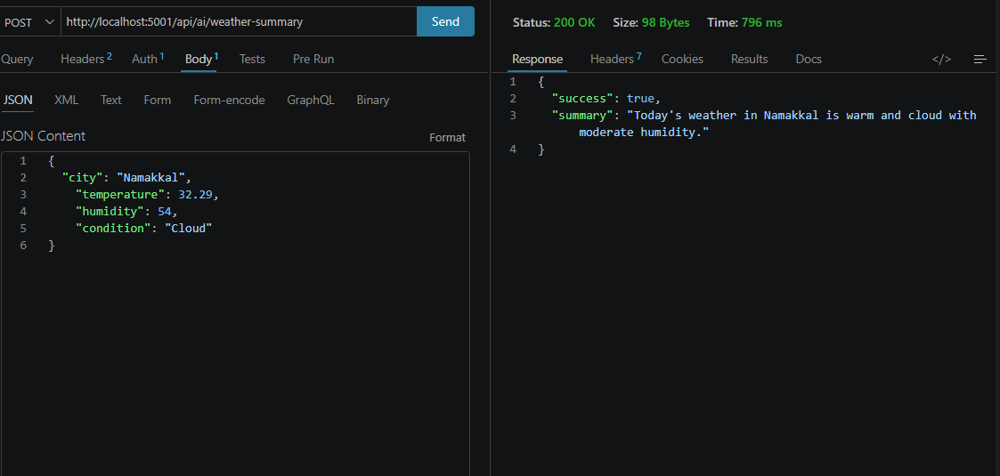 POST http://localhost:5001/api/ai/weather-summary Send
Query Headers 2 Auth 1 Body 1 Tests Pre Run
JSON XML Text Form Form-encode GraphQL Binary
JSON Content Format
1 {
2 "city": "Namakkal",
3 "temperature": 32.29,
4 "humidity": 54,
5 "condition": "Cloud"
6 }
Status: 200 OK Size: 98 Bytes Time: 796 ms
Response Headers 7 Cookies Results Docs </>
1 {
2 "success": true,
3 "summary": "Today's weather in Namakkal is warm and cloud with
moderate humidity."
4 }